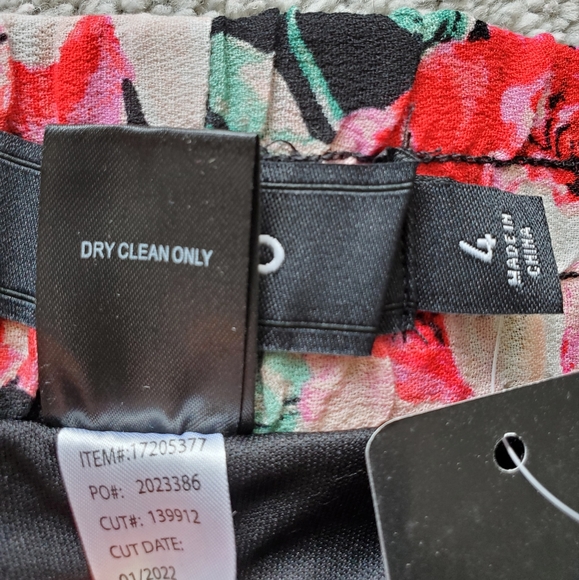 DRY CLEAN ONLY
4
MADE IN
CHINA
ITEM#:17205377
PO#: 2023386
CUT#: 139912
CUT DATE:
01/2022